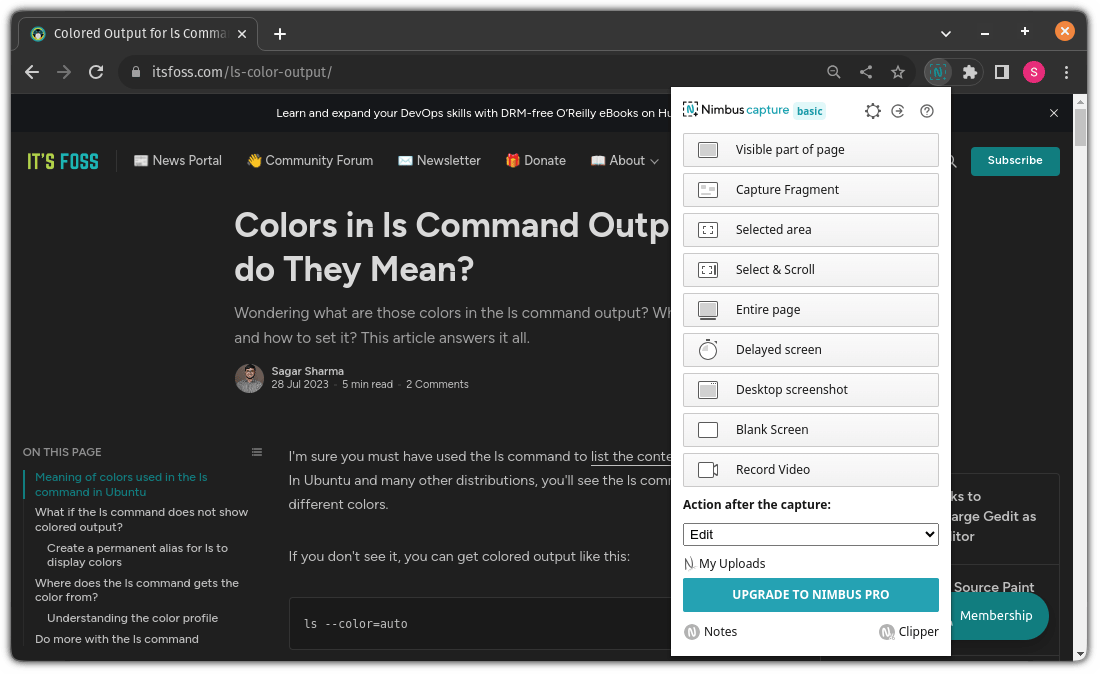 Colored Output for ls Comma
itsfoss.com/ls-color-output/
S
Learn and expand your DevOps skills with DRM-free O'Reilly eBooks on Hu
IT'S FOSS
News Portal
Community Forum
Newsletter
Donate
About
Subscribe
Colors in ls Command Outp
do They Mean?
Wondering what are those colors in the ls command output? Wh
and how to set it? This article answers it all.
Sagar Sharma
28 Jul 2023 - 5 min read - 2 Comments
ON THIS PAGE
Meaning of colors used in the ls
command in Ubuntu
What if the ls command does not show
colored output?
Create a permanent alias for ls to
display colors
Where does the ls command gets the
color from?
Understanding the color profile
Do more with the ls command
I'm sure you must have used the ls command to list the conte
In Ubuntu and many other distributions, you'll see the ls comm
different colors.
If you don't see it, you can get colored output like this:
ls --color=auto
Nimbus capture basic
Visible part of page
Capture Fragment
Selected area
Select & Scroll
Entire page
Delayed screen
Desktop screenshot
Blank Screen
Record Video
Action after the capture:
Edit
My Uploads
UPGRADE TO NIMBUS PRO
Notes
Clipper
ks to
arge Gedit as
itor
Source Paint
Membership